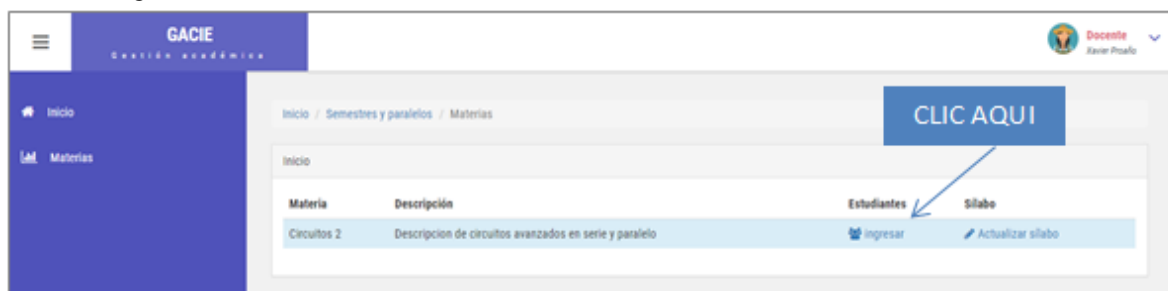 GACIE
Gestión académica
Docente
Xavier Proaño
Inicio
Materias
Inicio / Semestres y paralelos / Materias
CLIC AQUI
Inicio
Materia Descripción Estudiantes Sílabo
Circuitos 2 Descripcion de circuitos avanzados en serie y paralelo ingresar Actualizar sílabo